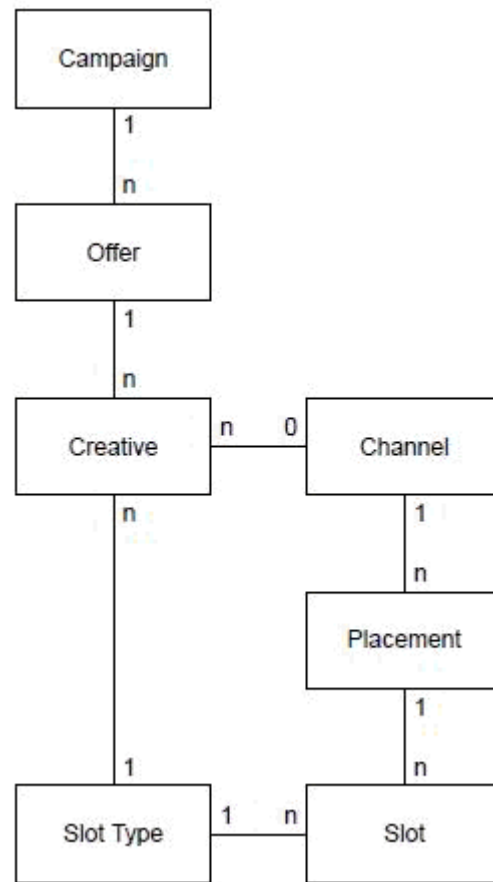 Campaign
1
n
Offer
1
n
Creative
n 0
Channel
n
1
n
Placement
1
n
1
Slot Type
1 n
Slot